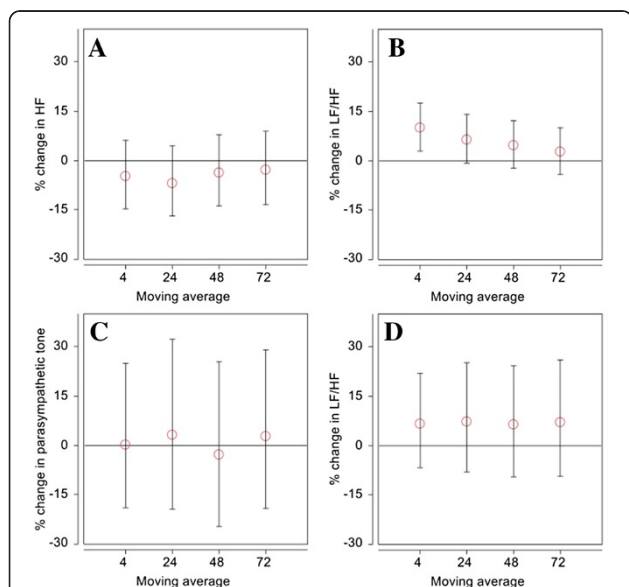 A
% change in HF
30
15
0
-15
-30
4 24 48 72
Moving average
B
% change in LF/HF
30
15
0
-15
-30
4 24 48 72
Moving average
C
% change in parasympathetic tone
30
15
0
-15
-30
4 24 48 72
Moving average
D
% change in LF/HF
30
15
0
-15
-30
4 24 48 72
Moving average